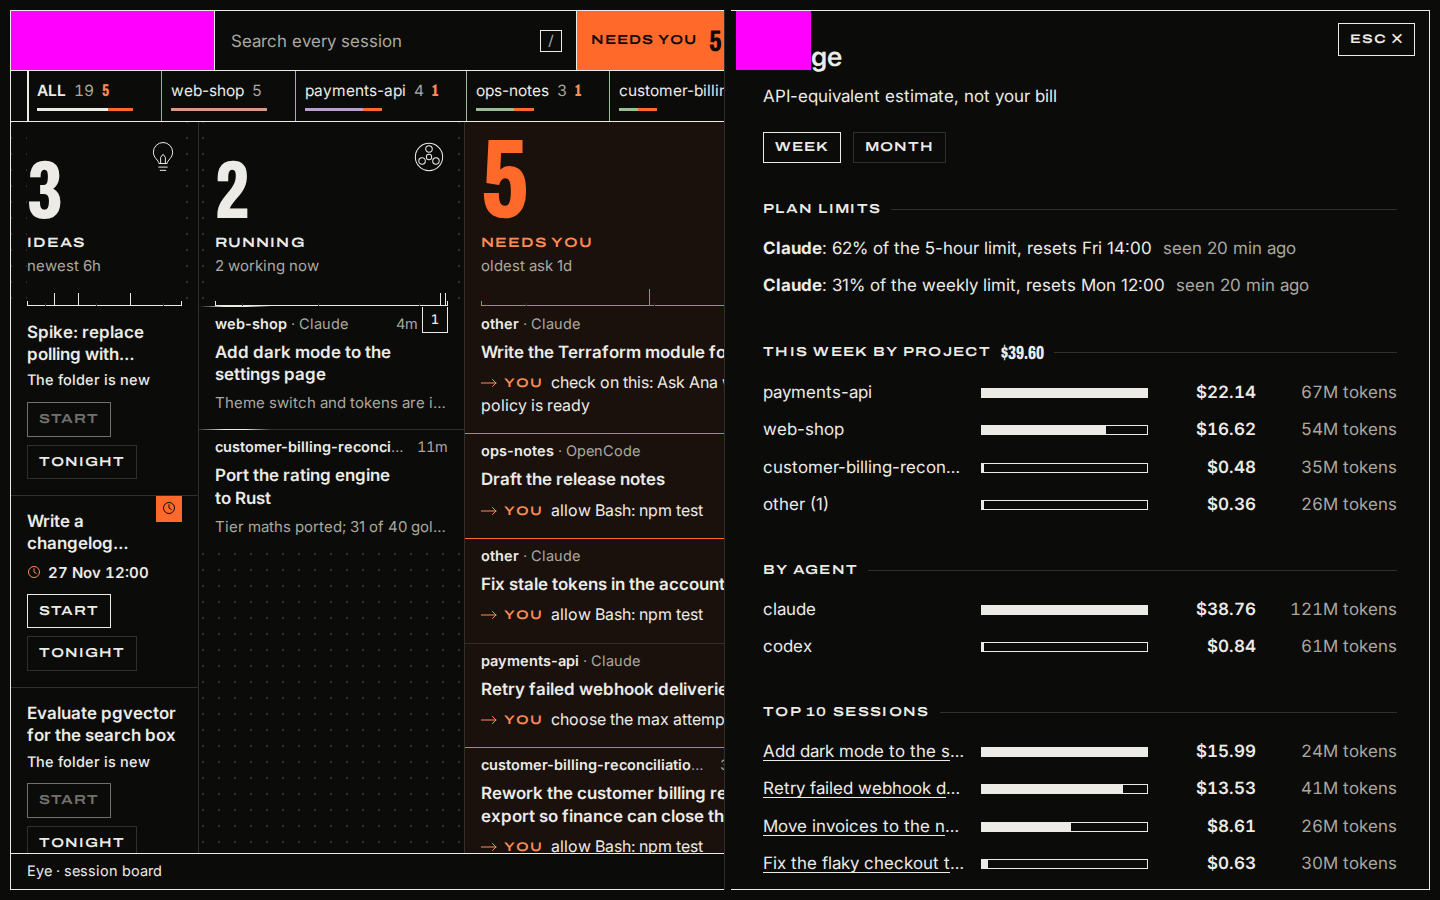 Search every session
/
NEEDS YOU 5
ALL 19 5
web-shop 5
payments-api 4 1
ops-notes 3 1
customer-billin
3
IDEAS
newest 6h
Spike: replace
polling with...
The folder is new
START
TONIGHT
Write a
changelog...
27 Nov 12:00
START
TONIGHT
Evaluate pgvector
for the search box
The folder is new
START
TONIGHT
2
RUNNING
2 working now
web-shop · Claude 4m 1
Add dark mode to the
settings page
Theme switch and tokens are i...
customer-billing-reconci... 11m
Port the rating engine
to Rust
Tier maths ported; 31 of 40 gol...
5
NEEDS YOU
oldest ask 1d
other · Claude
Write the Terraform module fo
→ YOU check on this: Ask Ana
policy is ready
ops-notes · OpenCode
Draft the release notes
→ YOU allow Bash: npm test
other · Claude
Fix stale tokens in the account
→ YOU allow Bash: npm test
payments-api · Claude
Retry failed webhook deliverie
→ YOU choose the max attemp
customer-billing-reconciliatio...
Rework the customer billing re
export so finance can close th
→ YOU allow Bash: npm test
Eye · session board
ge
ESC ✕
API-equivalent estimate, not your bill
WEEK MONTH
PLAN LIMITS
Claude: 62% of the 5-hour limit, resets Fri 14:00 seen 20 min ago
Claude: 31% of the weekly limit, resets Mon 12:00 seen 20 min ago
THIS WEEK BY PROJECT $39.60
payments-api $22.14 67M tokens
web-shop $16.62 54M tokens
customer-billing-recon... $0.48 35M tokens
other (1) $0.36 26M tokens
BY AGENT
claude $38.76 121M tokens
codex $0.84 61M tokens
TOP 10 SESSIONS
Add dark mode to the s... $15.99 24M tokens
Retry failed webhook d... $13.53 41M tokens
Move invoices to the n... $8.61 26M tokens
Fix the flaky checkout t... $0.63 30M tokens